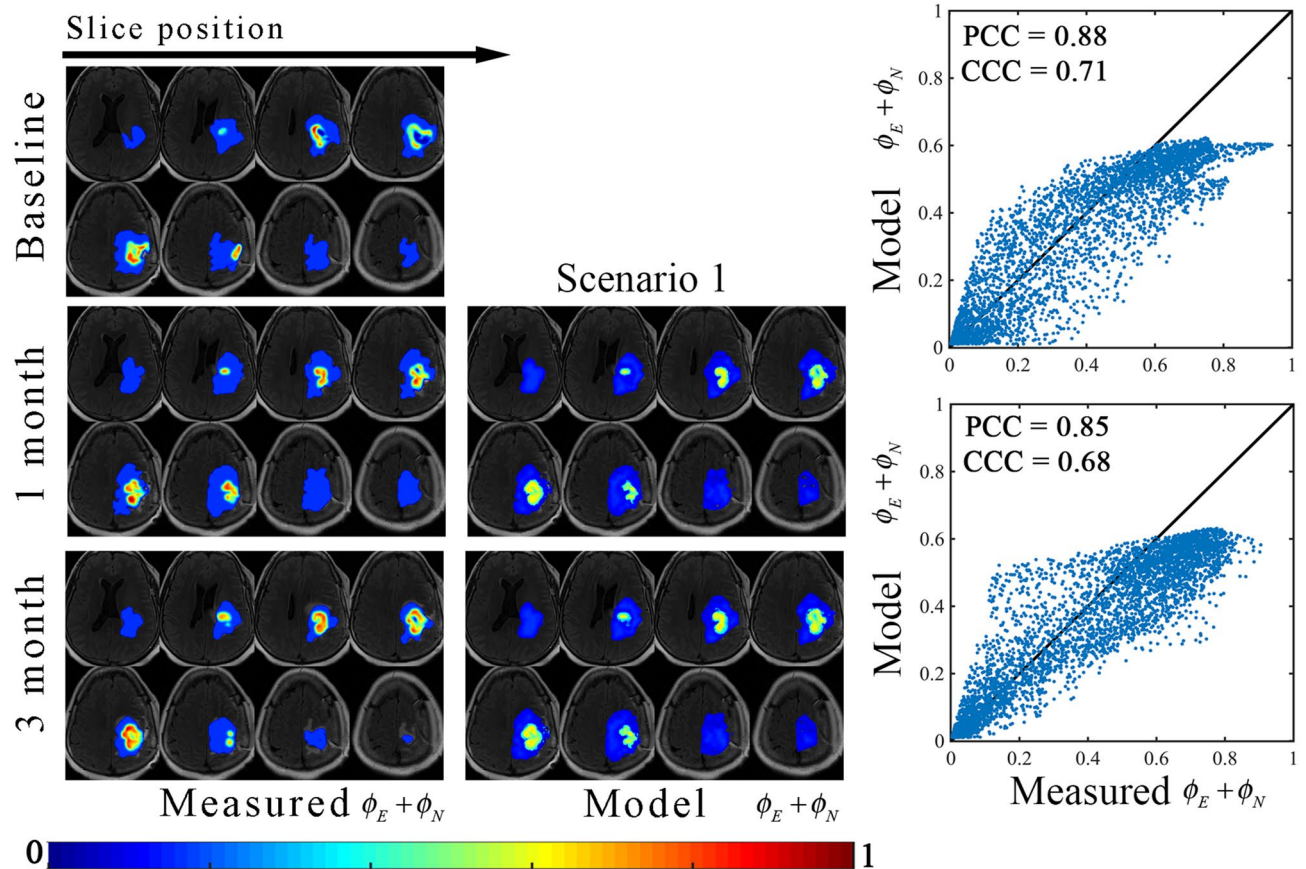 Slice position
Baseline
1 month
3 month
Scenario 1
Measured ϕE + ϕN
Model ϕE + ϕN
0
1
PCC = 0.88
CCC = 0.71
Model ϕE + ϕN
1
0.8
0.6
0.4
0.2
0
0 0.2 0.4 0.6 0.8 1
PCC = 0.85
CCC = 0.68
Model ϕE + ϕN
1
0.8
0.6
0.4
0.2
0
0 0.2 0.4 0.6 0.8 1
Measured ϕE + ϕN